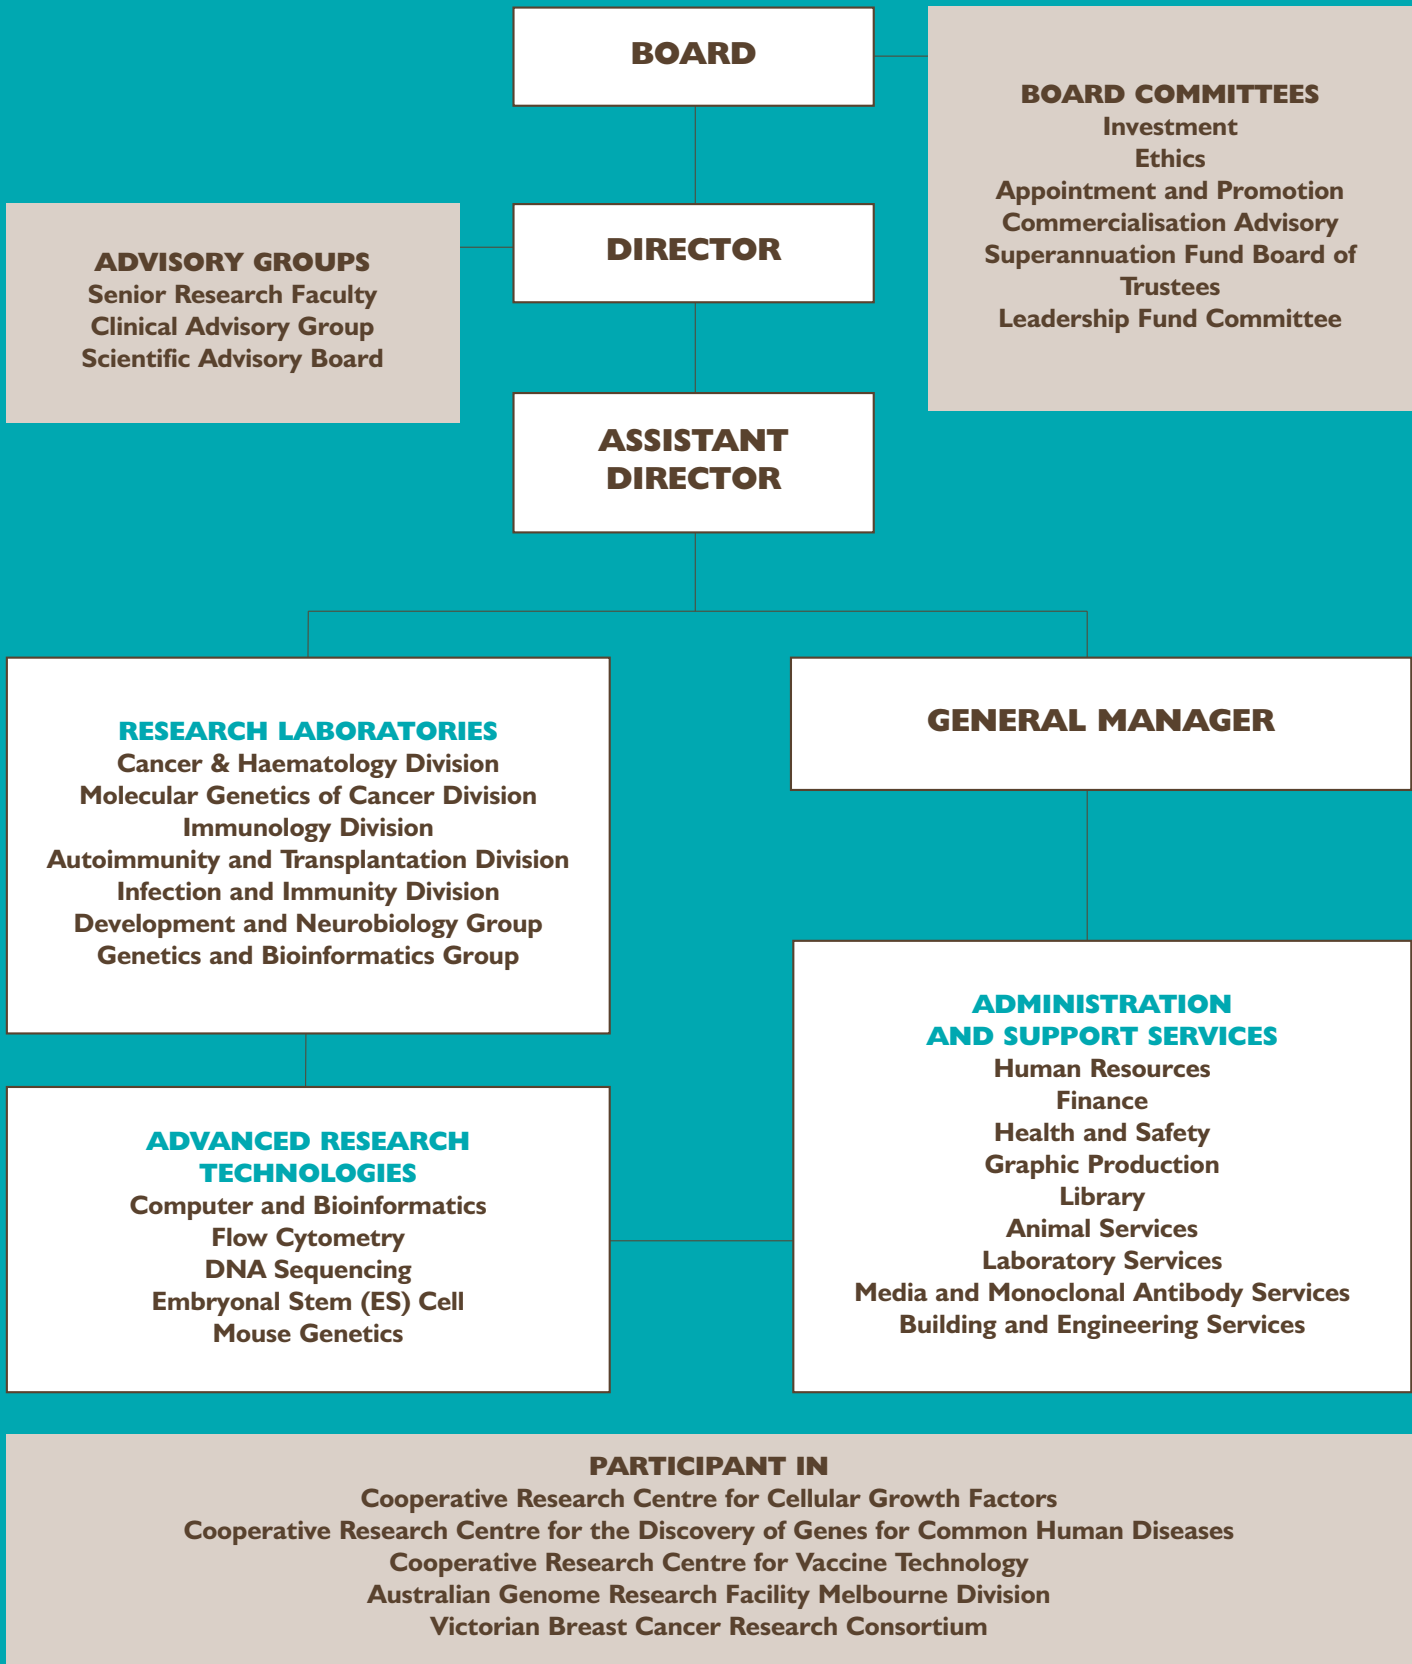 BOARD
BOARD COMMITTEES
Investment
Ethics
Appointment and Promotion
Commercialisation Advisory
Superannuation Fund Board of
Trustees
Leadership Fund Committee
DIRECTOR
ADVISORY GROUPS
Senior Research Faculty
Clinical Advisory Group
Scientific Advisory Board
ASSISTANT
DIRECTOR
RESEARCH LABORATORIES
Cancer & Haematology Division
Molecular Genetics of Cancer Division
Immunology Division
Autoimmunity and Transplantation Division
Infection and Immunity Division
Development and Neurobiology Group
Genetics and Bioinformatics Group
GENERAL MANAGER
ADVANCED RESEARCH
TECHNOLOGIES
Computer and Bioinformatics
Flow Cytometry
DNA Sequencing
Embryonal Stem (ES) Cell
Mouse Genetics
ADMINISTRATION
AND SUPPORT SERVICES
Human Resources
Finance
Health and Safety
Graphic Production
Library
Animal Services
Laboratory Services
Media and Monoclonal Antibody Services
Building and Engineering Services
PARTICIPANT IN
Cooperative Research Centre for Cellular Growth Factors
Cooperative Research Centre for the Discovery of Genes for Common Human Diseases
Cooperative Research Centre for Vaccine Technology
Australian Genome Research Facility Melbourne Division
Victorian Breast Cancer Research Consortium